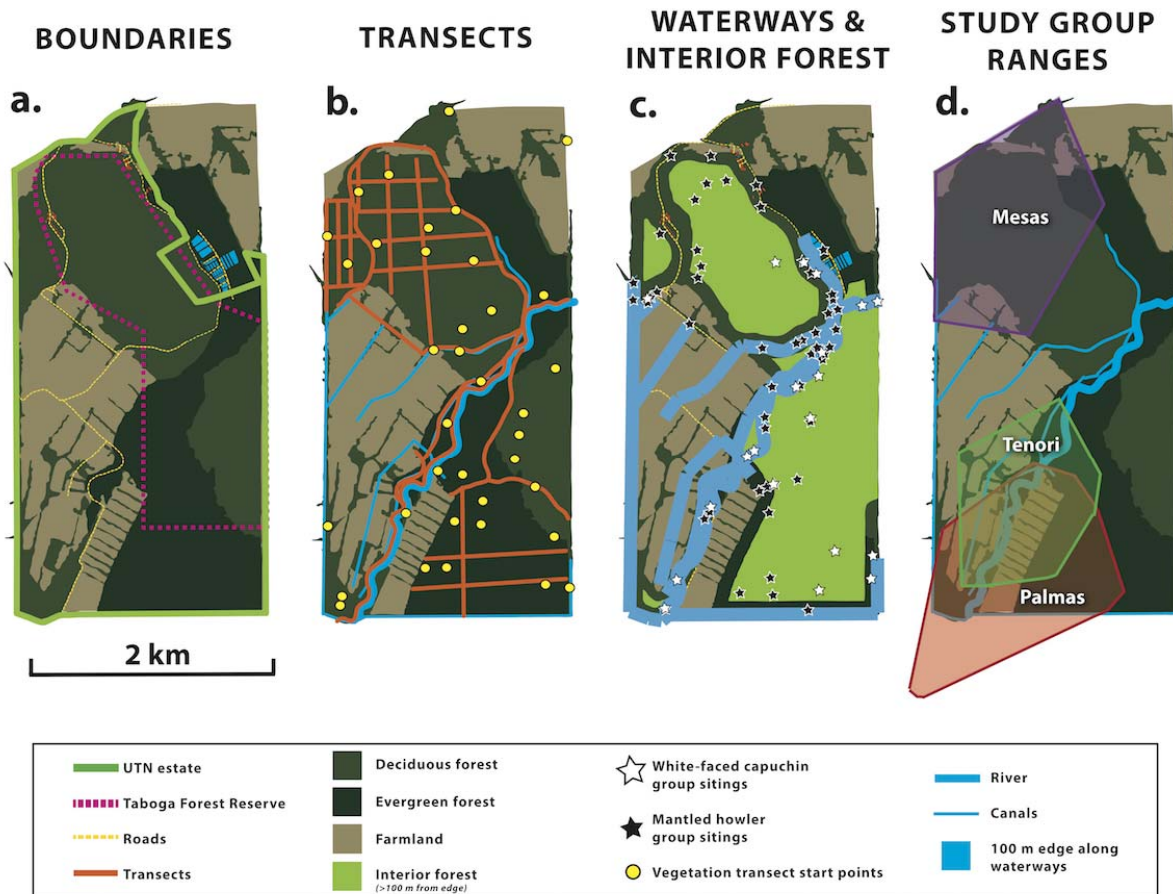 BOUNDARIES
TRANSECTS
WATERWAYS &
INTERIOR FOREST
STUDY GROUP
RANGES
a.
b.
c.
d.
Mesas
Tenori
Palmas
2 km
UTN estate
Taboga Forest Reserve
Roads
Transects
Deciduous forest
Evergreen forest
Farmland
Interior forest
(>100 m from edge)
White-faced capuchin
group sitings
Mantled howler
group sitings
Vegetation transect start points
River
Canals
100 m edge along
waterways